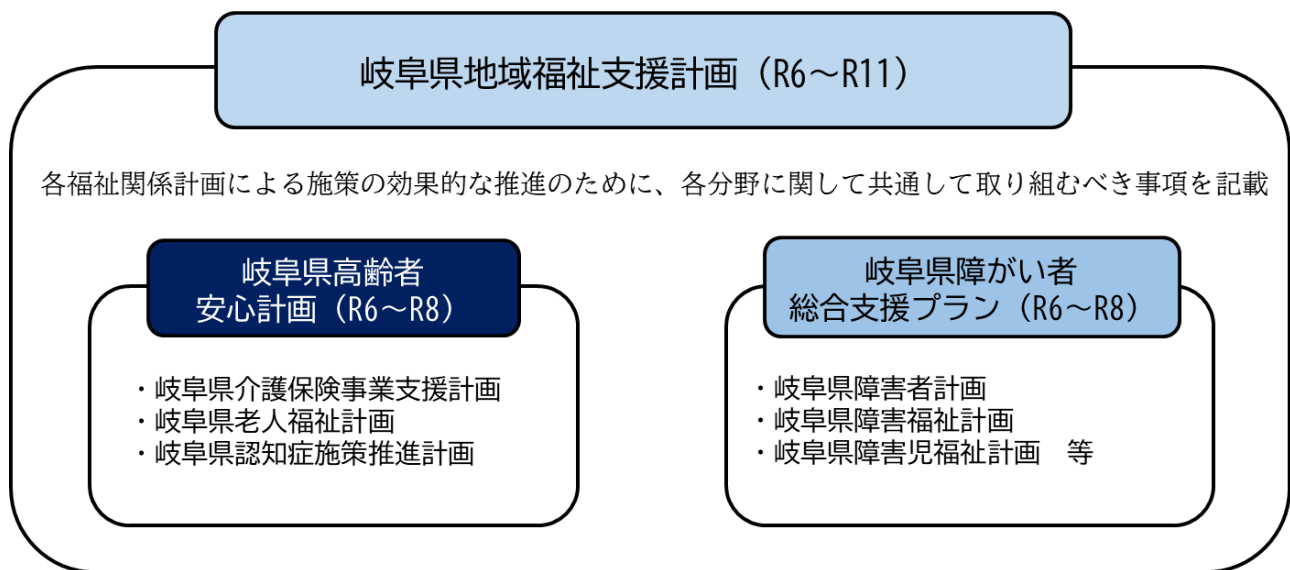 岐阜県地域福祉支援計画（R6～R11）
各福祉関係計画による施策の効果的な推進のために、各分野に関して共通して取り組むべき事項を記載
岐阜県高齢者
安心計画（R6～R8）
・岐阜県介護保険事業支援計画
・岐阜県老人福祉計画
・岐阜県認知症施策推進計画
岐阜県障がい者
総合支援プラン（R6～R8）
・岐阜県障害者計画
・岐阜県障害福祉計画
・岐阜県障害児福祉計画　等